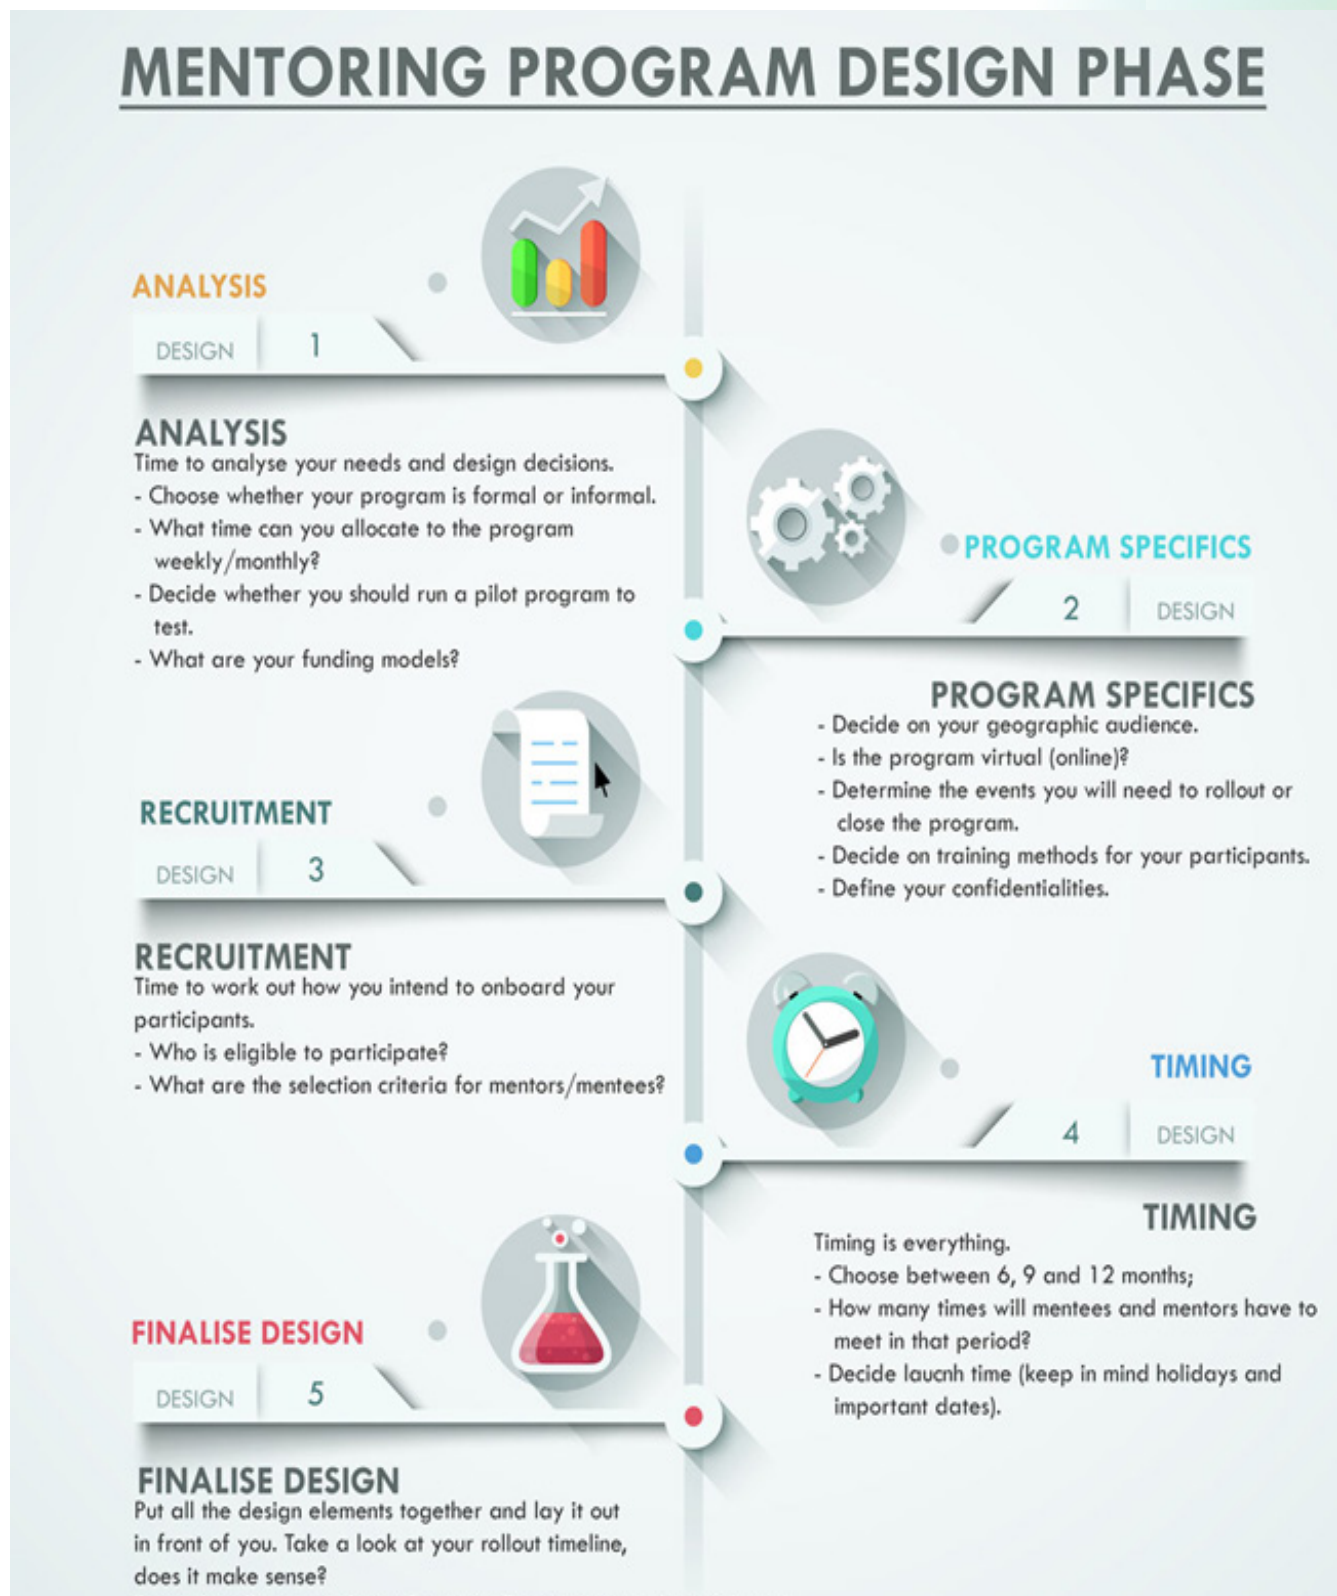 MENTORING PROGRAM DESIGN PHASE
ANALYSIS
DESIGN 1
ANALYSIS
Time to analyse your needs and design decisions.
- Choose whether your program is formal or informal.
- What time can you allocate to the program
weekly/monthly?
- Decide whether you should run a pilot program to
test.
- What are your funding models?
PROGRAM SPECIFICS
2 DESIGN
PROGRAM SPECIFICS
- Decide on your geographic audience.
- Is the program virtual (online)?
- Determine the events you will need to rollout or
close the program.
- Decide on training methods for your participants.
- Define your confidentialities.
RECRUITMENT
DESIGN 3
RECRUITMENT
Time to work out how you intend to onboard your
participants.
- Who is eligible to participate?
- What are the selection criteria for mentors/mentees?
TIMING
4 DESIGN
TIMING
Timing is everything.
- Choose between 6, 9 and 12 months;
- How many times will mentees and mentors have to
meet in that period?
- Decide laucnh time (keep in mind holidays and
important dates).
FINALISE DESIGN
DESIGN 5
FINALISE DESIGN
Put all the design elements together and lay it out
in front of you. Take a look at your rollout timeline,
does it make sense?